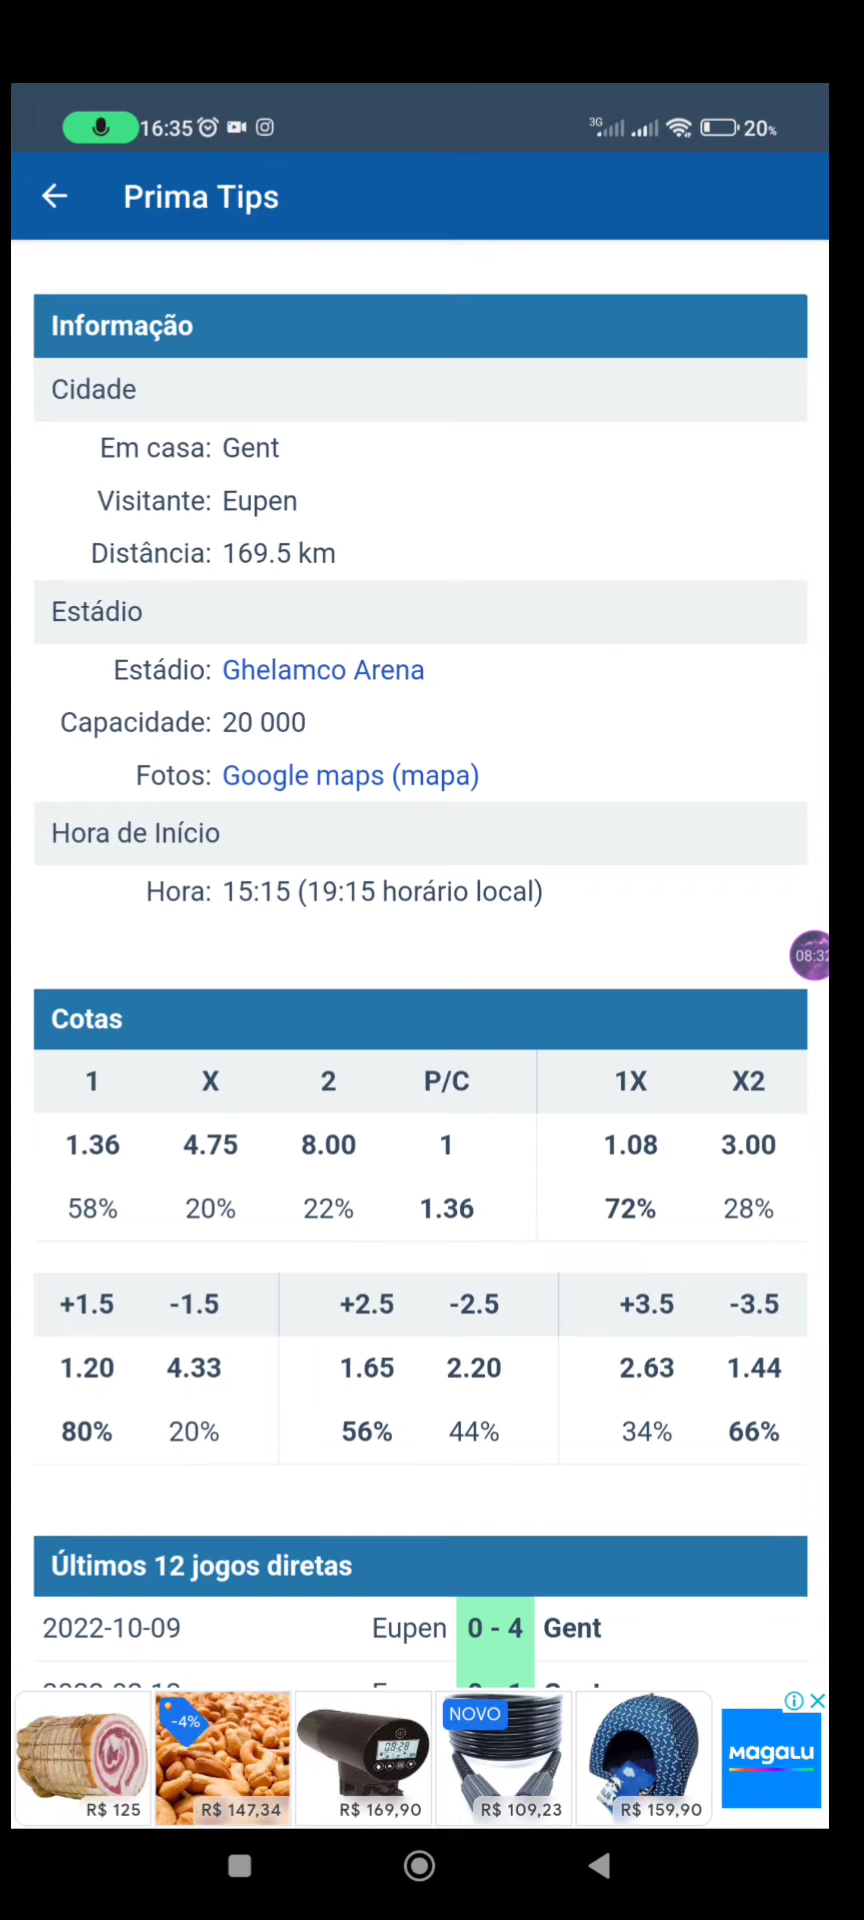 16:35
3G
20%
Prima Tips
Informação
Cidade
Em casa: Gent
Visitante: Eupen
Distância: 169.5 km
Estádio
Estádio: Ghelamco Arena
Capacidade: 20 000
Fotos: Google maps (mapa)
Hora de Início
Hora: 15:15 (19:15 horário local)
08:32
Cotas
1 X 2 P/C 1X X2
1.36 4.75 8.00 1 1.08 3.00
58% 20% 22% 1.36 72% 28%
+1.5 -1.5 +2.5 -2.5 +3.5 -3.5
1.20 4.33 1.65 2.20 2.63 1.44
80% 20% 56% 44% 34% 66%
Últimos 12 jogos diretas
2022-10-09 Eupen 0 - 4 Gent
-4%
08:28
NOVO
magalu
R$ 125
R$ 147,34
R$ 169,90
R$ 109,23
R$ 159,90